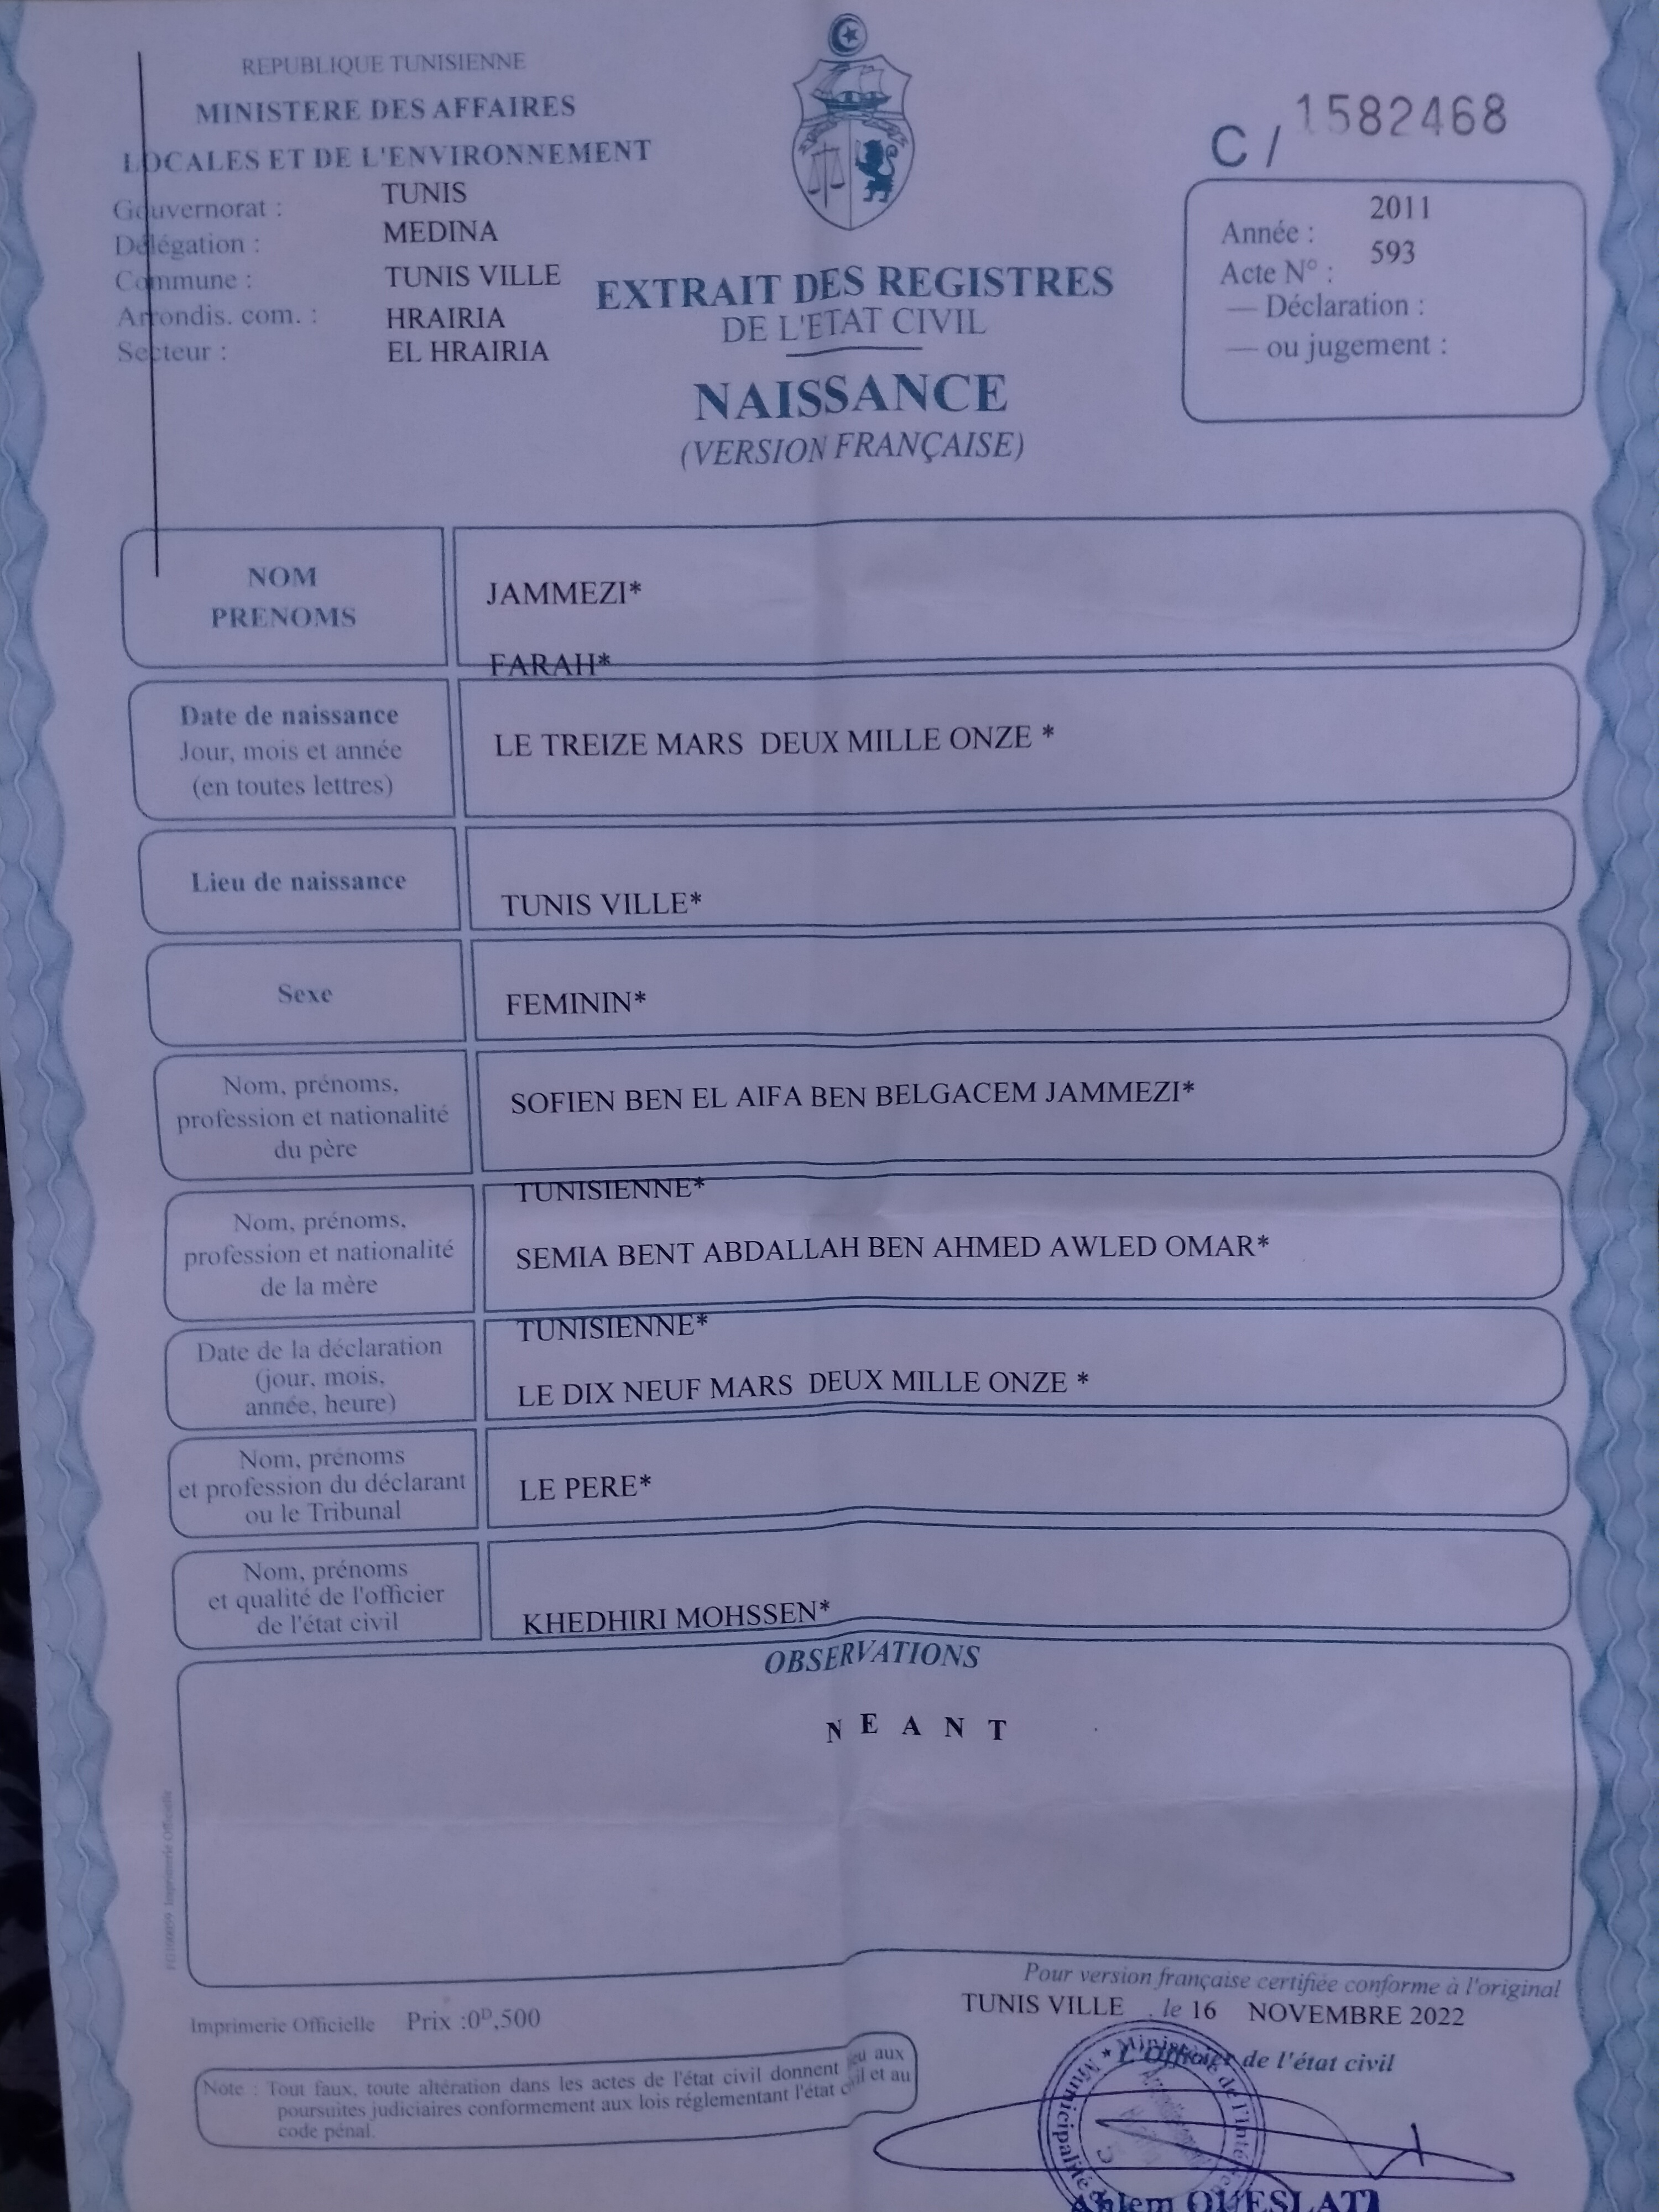 REPUBLIQUE TUNISIENNE
MINISTERE DES AFFAIRES
LOCALES ET DE L'ENVIRONNEMENT
Gouvernorat : TUNIS
Délégation : MEDINA
Commune : TUNIS VILLE
Arrondis. com. : HRAIRIA
Secteur : EL HRAIRIA
C / 1582468
Année : 2011
Acte N° : 593
— Déclaration :
— ou jugement :
EXTRAIT DES REGISTRES
DE L'ETAT CIVIL
NAISSANCE
(VERSION FRANÇAISE)
NOM
PRENOMS
JAMMEZI*
FARAH*
Date de naissance
Jour, mois et année
(en toutes lettres)
LE TREIZE MARS DEUX MILLE ONZE *
Lieu de naissance
TUNIS VILLE*
Sexe
FEMININ*
Nom, prénoms,
profession et nationalité
du père
SOFIEN BEN EL AIFA BEN BELGACEM JAMMEZI*
TUNISIENNE*
Nom, prénoms,
profession et nationalité
de la mère
SEMIA BENT ABDALLAH BEN AHMED AWLED OMAR*
TUNISIENNE*
Date de la déclaration
(jour, mois,
année, heure)
LE DIX NEUF MARS DEUX MILLE ONZE *
Nom, prénoms
et profession du déclarant
ou le Tribunal
LE PERE*
Nom, prénoms
et qualité de l'officier
de l'état civil
KHEDHIRI MOHSSEN*
OBSERVATIONS
N E A N T
Imprimerie Officielle
Pour version française certifiée conforme à l'original
TUNIS VILLE , le 16 NOVEMBRE 2022
L'Officier de l'état civil
Imprimerie Officielle Prix :0ᴰ,500
Note : Tout faux, toute altération dans les actes de l'état civil donnent lieu aux
poursuites judiciaires conformement aux lois réglementant l'état civil et au
code pénal.
Ministère de l'Inté
Municipalité
Ahlem OUESLATI